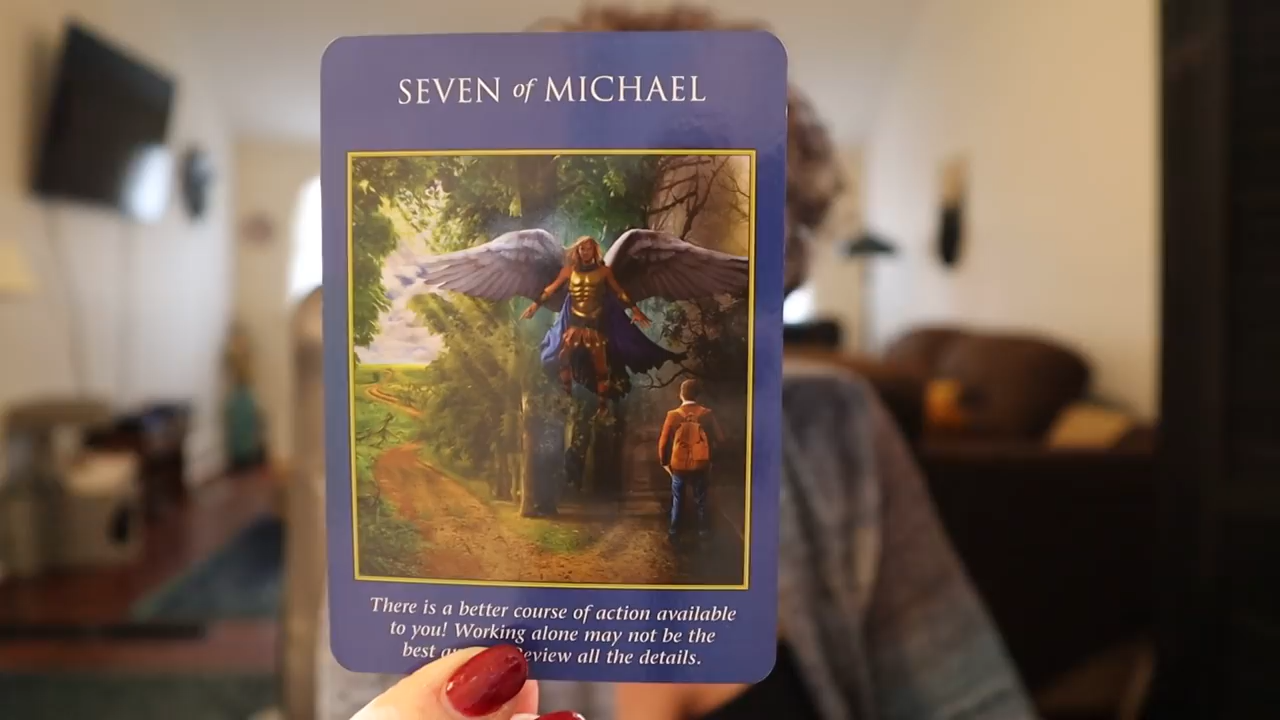 SEVEN of MICHAEL
There is a better course of action available
to you! Working alone may not be the
best Review all the details.